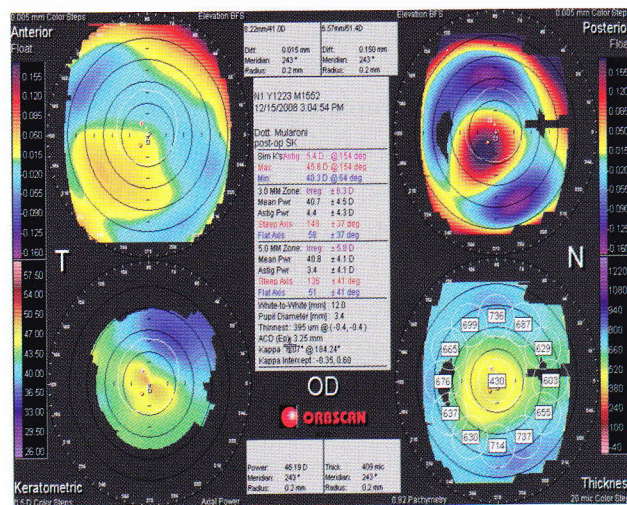 0.005 mm Color Steps
Elevation BFS
Elevation BFS
0.005 mm Color Steps
Anterior
Float
Posterior
Float
8.22mm/41.0D
6.57mm/51.4D
Diff: 0.015 mm
Meridian: 243°
Radius: 0.2 mm
Diff: 0.150 mm
Meridian: 243°
Radius: 0.2 mm
0.155
0.120
0.085
0.050
0.015
-0.020
-0.055
-0.090
-0.125
-0.160
N1 Y1223 M1552
12/15/2008 3:04:54 PM
Dott. Mularoni
post-op SK
Sim K's: Astig: 5.4 D @ 154 deg
Max: 45.8 D @ 154 deg
Min: 40.3 D @ 64 deg
3.0 MM Zone: Irreg: ± 6.3 D
Mean Pwr 40.7 ± 4.5 D
Astig Pwr 4.4 ± 4.3 D
Steep Axis 148 ± 37 deg
Flat Axis 58 ± 37 deg
5.0 MM Zone: Irreg: ± 5.8 D
Mean Pwr 40.8 ± 4.1 D
Astig Pwr 3.4 ± 4.1 D
Steep Axis 136 ± 41 deg
Flat Axis 51 ± 41 deg
White-to-White [mm]: 12.0
Pupil Diameter [mm]: 3.4
Thinnest: 395 um @ (-0.4, -0.4)
ACD (Ep): 3.25 mm
@ 184.24°
Kappa Intercept: -0.35, 0.60
T
N
OD
ORBSCAN
57.50
54.00
50.50
47.00
43.50
40.00
36.50
33.00
29.50
26.00
1220
1080
940
800
660
520
380
240
100
-40
736
699
687
665
629
676
430
603
637
655
630
737
714
Power: 46.19 D
Meridian: 243°
Radius: 0.2 mm
Thick: 409 mic
Meridian: 243°
Radius: 0.2 mm
Keratometric
0.5 D Color Steps
Axial Power
0.92 Pachymetry
Thickness
20 mic Color Steps